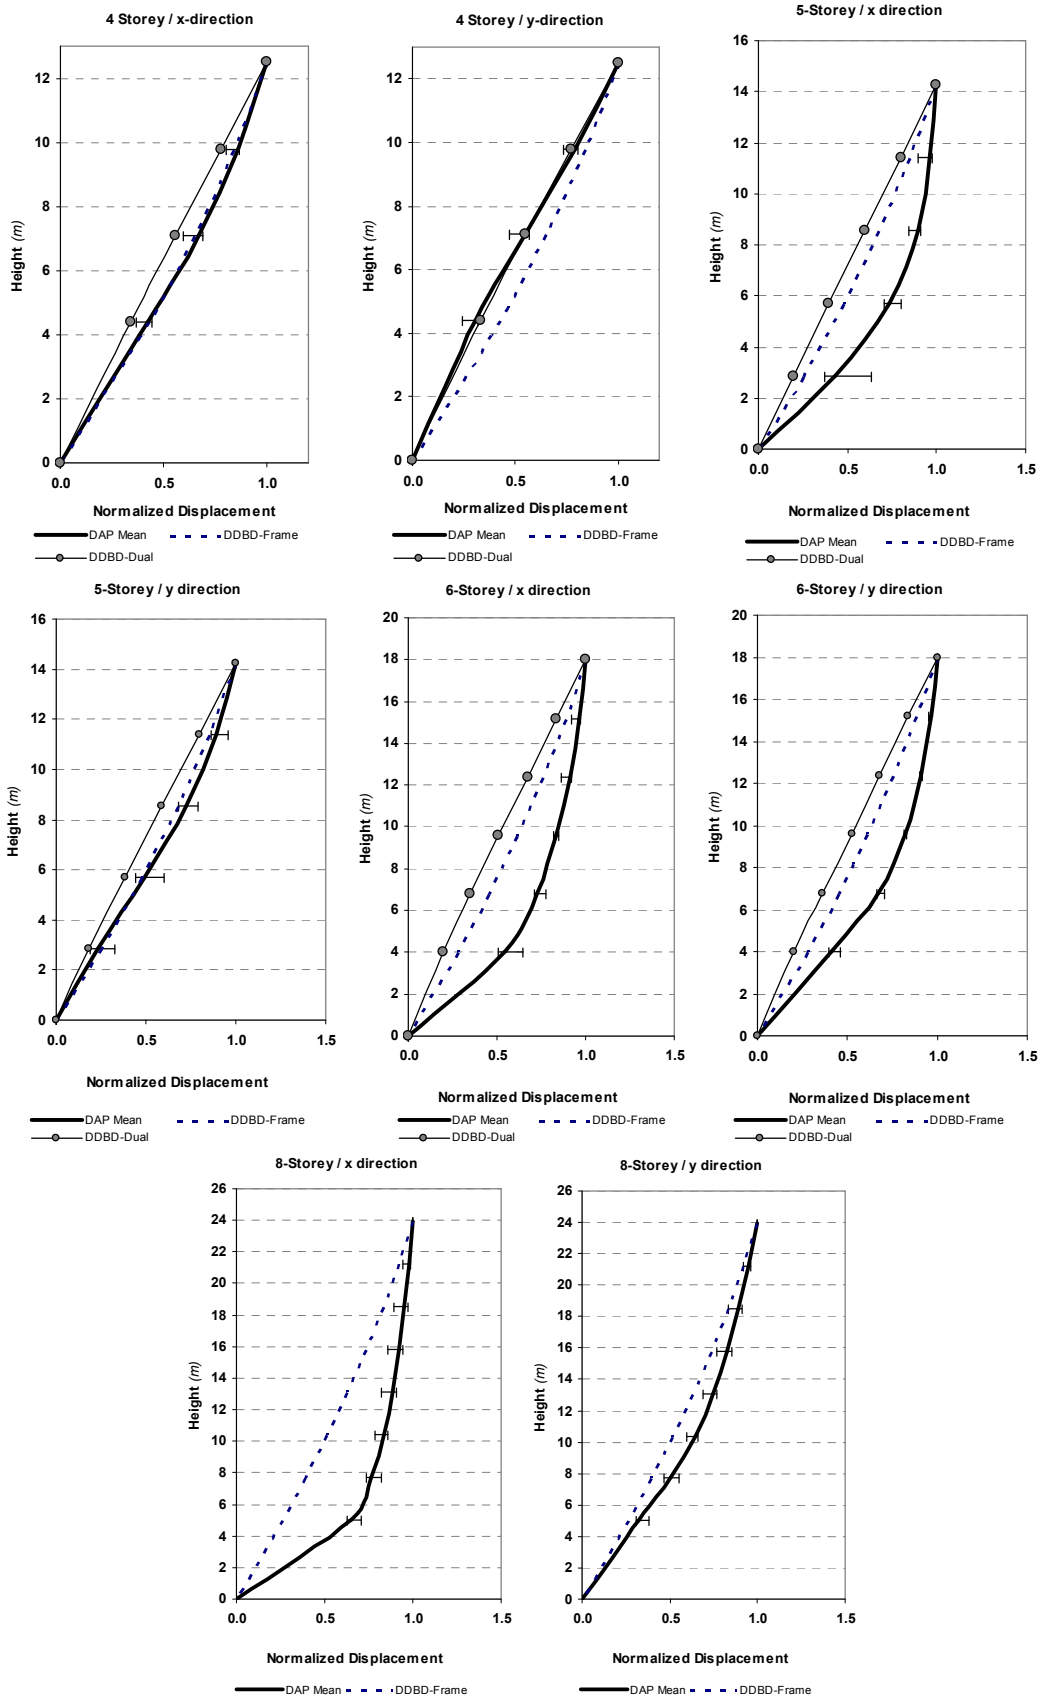 4 Storey / x-direction
12
10
8
6
4
2
0
Height (m)
0.0 0.5 1.0
Normalized Displacement
DAP Mean DDBD-Frame
DDBD-Dual
4 Storey / y-direction
12
10
8
6
4
2
0
Height (m)
0.0 0.5 1.0
Normalized Displacement
DAP Mean DDBD-Frame
DDBD-Dual
5-Storey / x direction
16
14
12
10
8
6
4
2
0
Height (m)
0.0 0.5 1.0 1.5
Normalized Displacement
DAP Mean DDBD-Frame
DDBD-Dual
5-Storey / y direction
16
14
12
10
8
6
4
2
0
Height (m)
0.0 0.5 1.0 1.5
Normalized Displacement
DAP Mean DDBD-Frame
DDBD-Dual
6-Storey / x direction
20
18
16
14
12
10
8
6
4
2
0
Height (m)
0.0 0.5 1.0 1.5
Normalized Displacement
DAP Mean DDBD-Frame
DDBD-Dual
6-Storey / y direction
20
18
16
14
12
10
8
6
4
2
0
Height (m)
0.0 0.5 1.0 1.5
Normalized Displacement
DAP Mean DDBD-Frame
DDBD-Dual
8-Storey / x direction
26
24
22
20
18
16
14
12
10
8
6
4
2
0
Height (m)
0.0 0.5 1.0 1.5
Normalized Displacement
DAP Mean DDBD-Frame
8-Storey / y direction
26
24
22
20
18
16
14
12
10
8
6
4
2
0
Height (m)
0.0 0.5 1.0 1.5
Normalized Displacement
DAP Mean DDBD-Frame